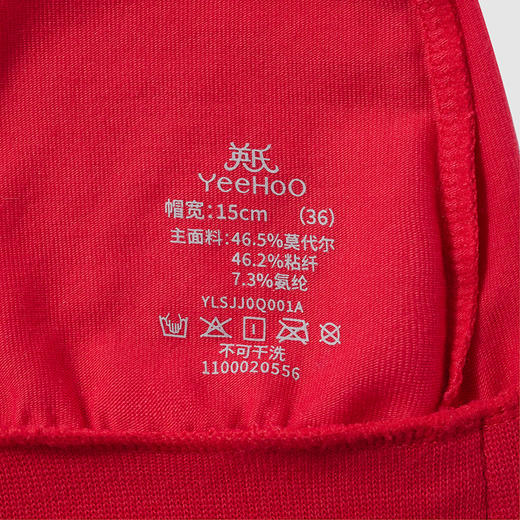 英氏
YeeHoO
帽宽:15cm （36）
主面料:46.5%莫代尔
46.2%粘纤
7.3%氨纶
YLSJJ0Q001A
不可干洗
1100020556